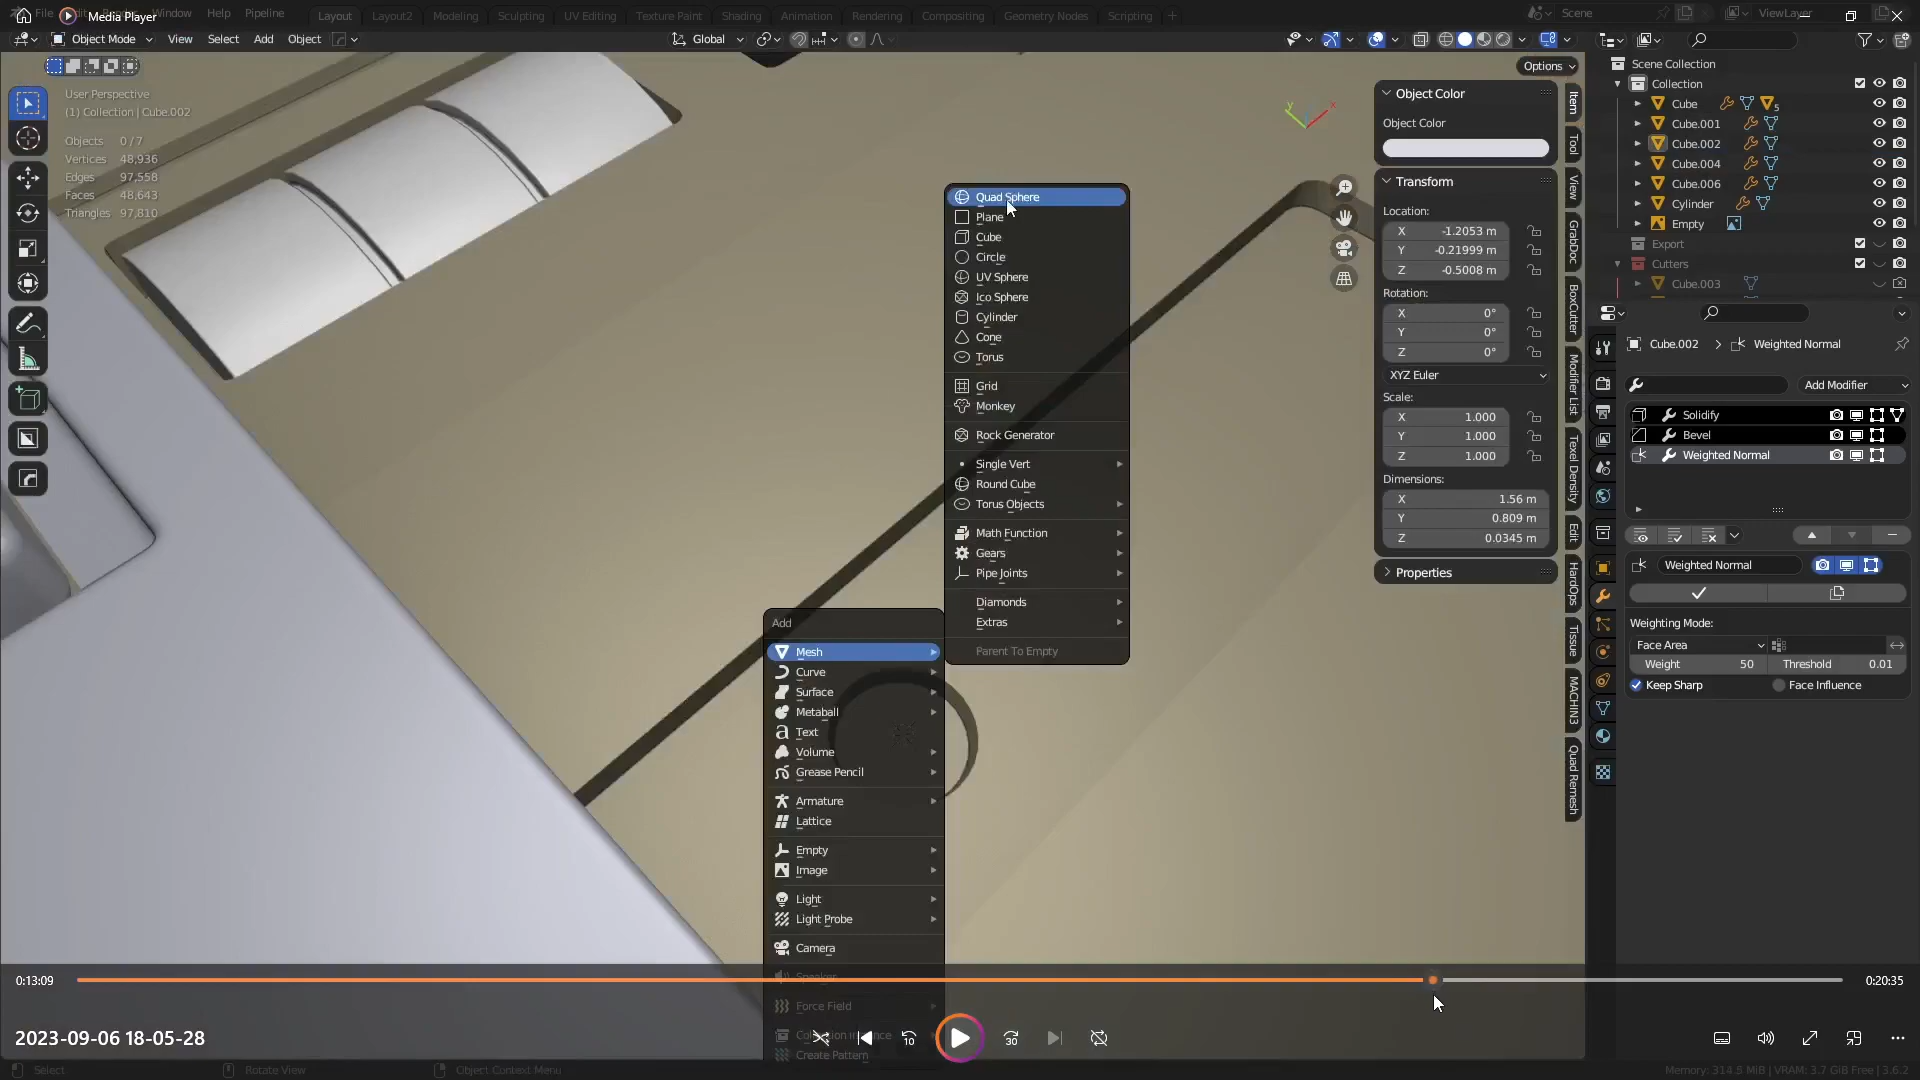 File
Window
Help
Pipeline
Media Player
Layout
Layout2
Modeling
Sculpting
UV Editing
Texture Paint
Shading
Animation
Rendering
Compositing
Geometry Nodes
Scripting
+
Scene
ViewLayer
Object Mode
View
Select
Add
Object
Global
Options
User Perspective
(1) Collection | Cube.002
Objects 0/7
Vertices 48,936
Edges 97,558
Faces 48,643
Triangles 97,810
Quad Sphere
Plane
Cube
Circle
UV Sphere
Ico Sphere
Cylinder
Cone
Torus
Grid
Monkey
Rock Generator
Single Vert
Round Cube
Torus Objects
Math Function
Gears
Pipe Joints
Diamonds
Extras
Parent To Empty
Add
Mesh
Curve
Surface
Metaball
Text
Volume
Grease Pencil
Armature
Lattice
Empty
Image
Light
Light Probe
Camera
Speaker
Force Field
Create Pattern
Y
X
Object Color
Object Color
Transform
Location:
X -1.2053 m
Y -0.21999 m
Z -0.5008 m
Rotation:
X 0°
Y 0°
Z 0°
XYZ Euler
Scale:
X 1.000
Y 1.000
Z 1.000
Dimensions:
X 1.56 m
Y 0.809 m
Z 0.0345 m
Properties
Item
Tool
View
GrabDoc
BoxCutter
Modifier List
Texel Density
Edit
HardOps
Tissue
MACHIN3
Quad Remesh
Scene Collection
Collection
Cube
5
Cube.001
Cube.002
Cube.004
Cube.006
Cylinder
Empty
Export
Cutters
Cube.003
Cube.002 > Weighted Normal
Add Modifier
Solidify
Bevel
Weighted Normal
Weighted Normal
Weighting Mode:
Face Area
Weight 50
Threshold 0.01
Keep Sharp
Face Influence
0:13:09
0:20:35
2023-09-06 18-05-28
10
30
Select
Rotate View
Object Context Menu
Memory: 314.5 MiB | VRAM: 3.7 GiB Free | 3.6.2